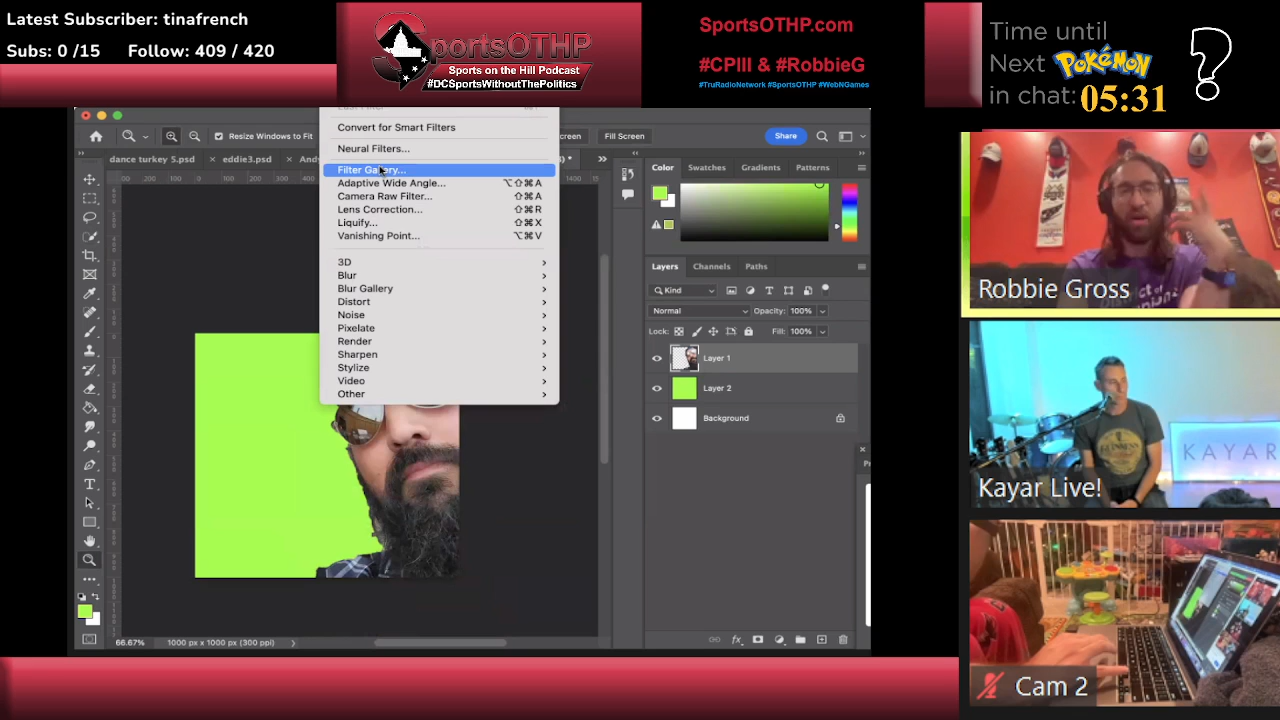 Latest Subscriber: tinafrench
Subs: 0 /15 Follow: 409 / 420
SportsOTHP
Sports on the Hill Podcast
#DCSportsWithoutThePolitics
SportsOTHP.com
#CPIII & #RobbieG
#TruRadioNetwork #SportsOTHP #WebNGames
Time until
Next POKéMON
in chat: 05:31
?
Resize Windows to Fit
Fill Screen
Share
dance turkey 5.psd
eddie3.psd
Convert for Smart Filters
Neural Filters...
Filter Gallery...
Adaptive Wide Angle... ⌥⇧⌘A
Camera Raw Filter... ⇧⌘A
Lens Correction... ⇧⌘R
Liquify... ⇧⌘X
Vanishing Point... ⌥⌘V
3D
Blur
Blur Gallery
Distort
Noise
Pixelate
Render
Sharpen
Stylize
Video
Other
Color Swatches Gradients Patterns
Layers Channels Paths
Kind
Normal Opacity: 100%
Lock: Fill: 100%
Layer 1
Layer 2
Background
66.67% 1000 px x 1000 px (300 ppi)
Robbie Gross
GUINNESS
KAYAR
Kayar Live!
Cam 2